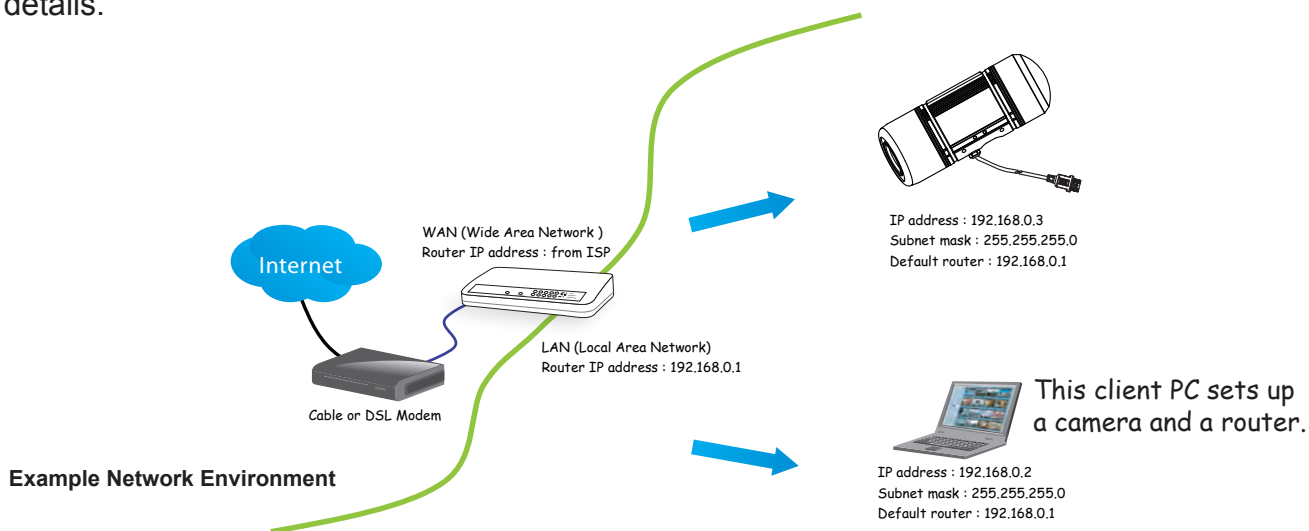 details.
WAN (Wide Area Network )
Router IP address : from ISP
Internet
Cable or DSL Modem
LAN (Local Area Network)
Router IP address : 192.168.0.1
IP address : 192.168.0.3
Subnet mask : 255.255.255.0
Default router : 192.168.0.1
This client PC sets up
a camera and a router.
IP address : 192.168.0.2
Subnet mask : 255.255.255.0
Default router : 192.168.0.1
Example Network Environment